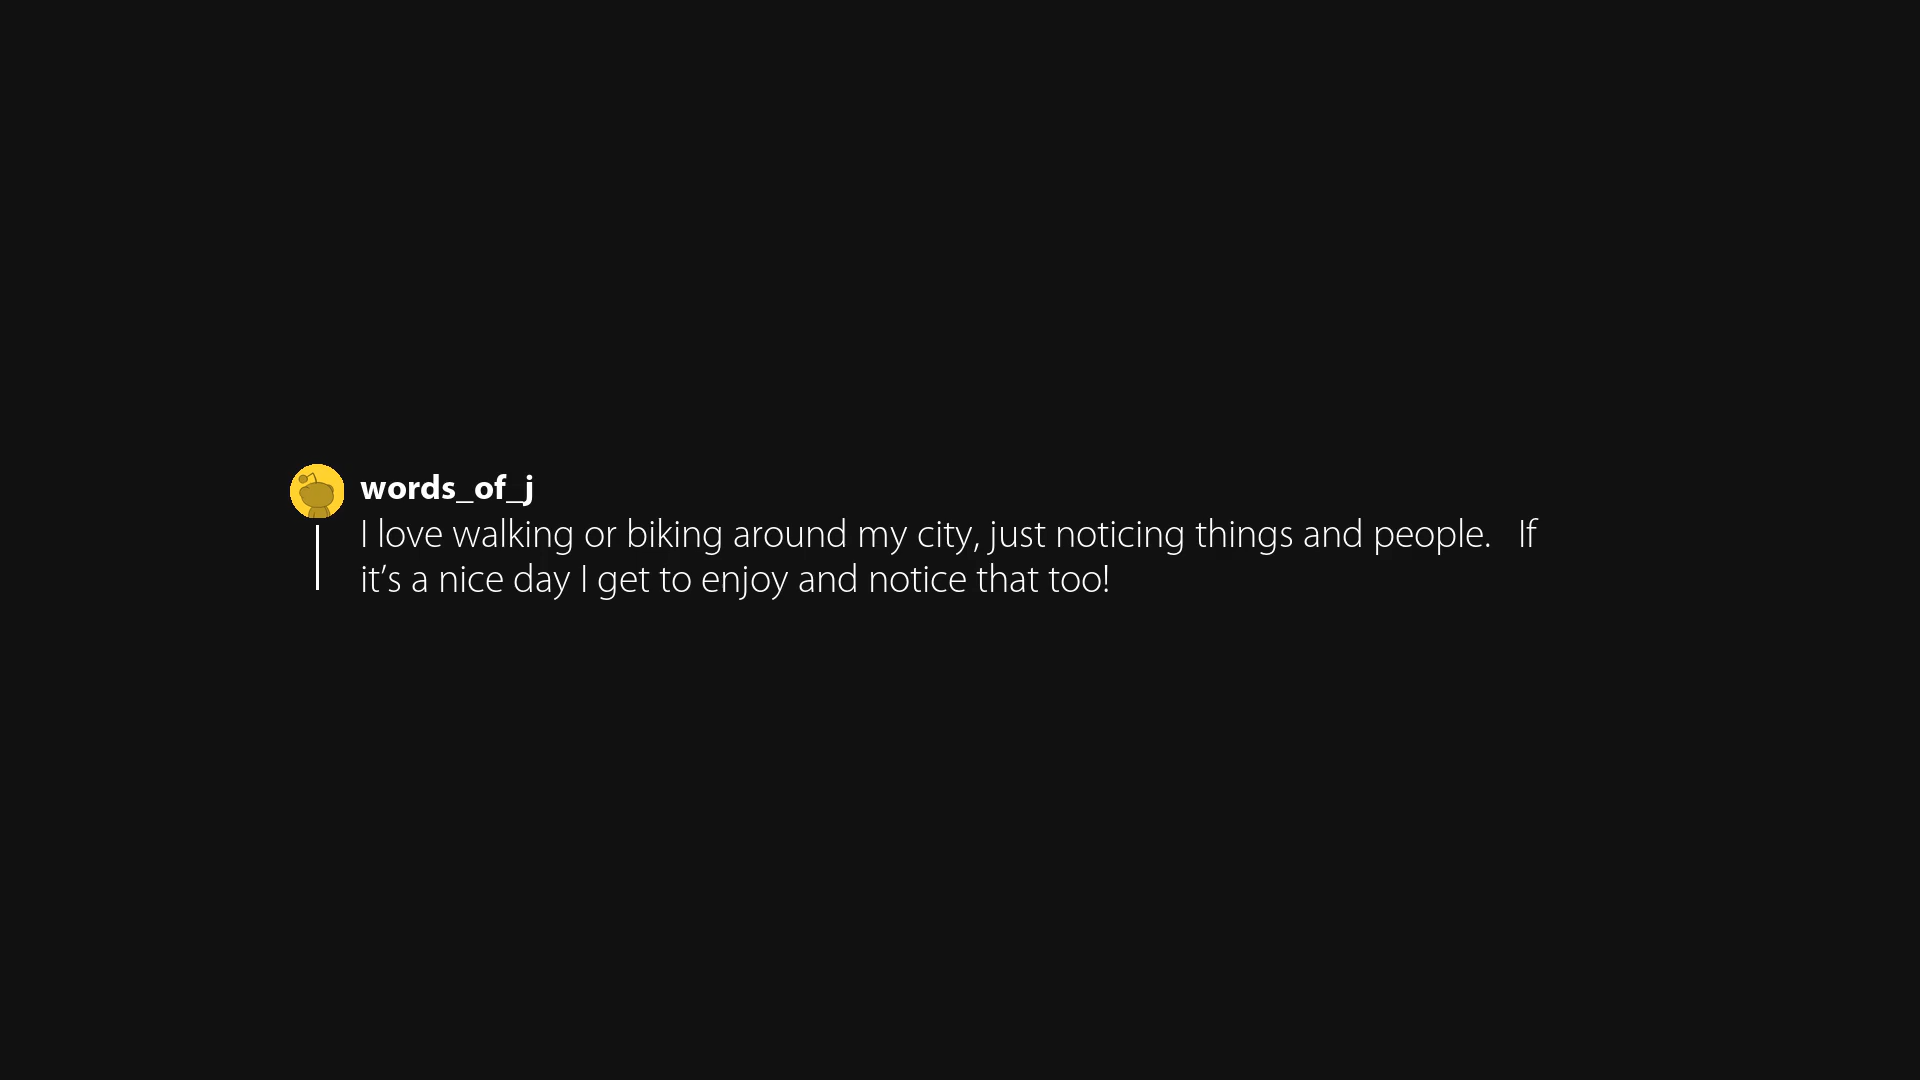 words_of_j
I love walking or biking around my city, just noticing things and people.   If
it’s a nice day I get to enjoy and notice that too!